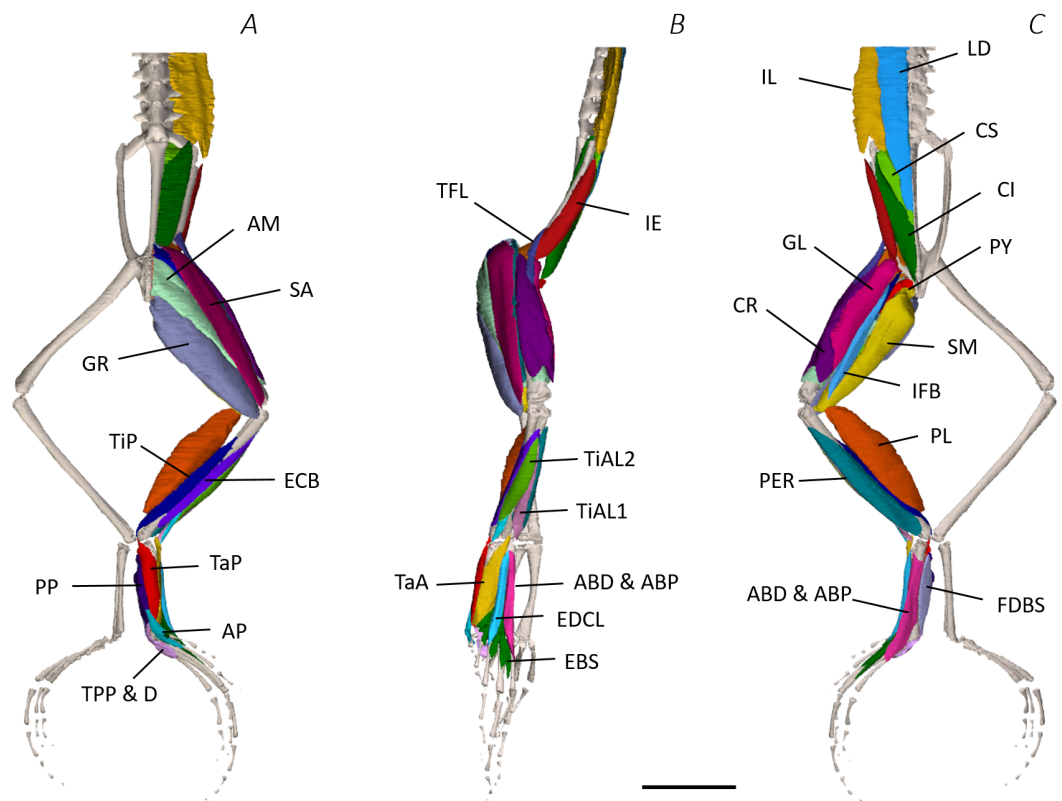 A
AM
SA
GR
TiP
ECB
TaP
PP
AP
TPP & D
B
TFL
IE
TiAL2
TiAL1
TaA
ABD & ABP
EDCL
EBS
C
IL
LD
CS
CI
GL
PY
CR
SM
IFB
PL
PER
ABD & ABP
FDBS